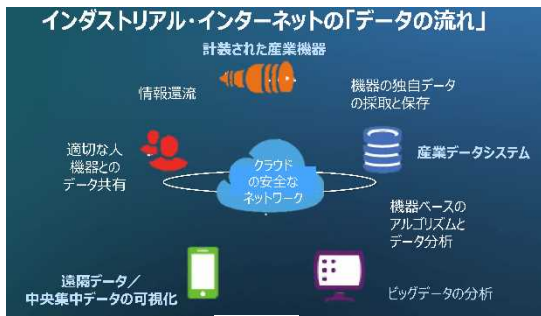 インダストリアル・インターネットの「データの流れ」
計装された産業機器
情報還流
機器の独自データ
の採取と保存
適切な人
機器との
データ共有
クラウド
の安全な
ネットワーク
産業データシステム
機器ベースの
アルゴリズムと
データ分析
遠隔データ/
中央集中データの可視化
ビッグデータの分析